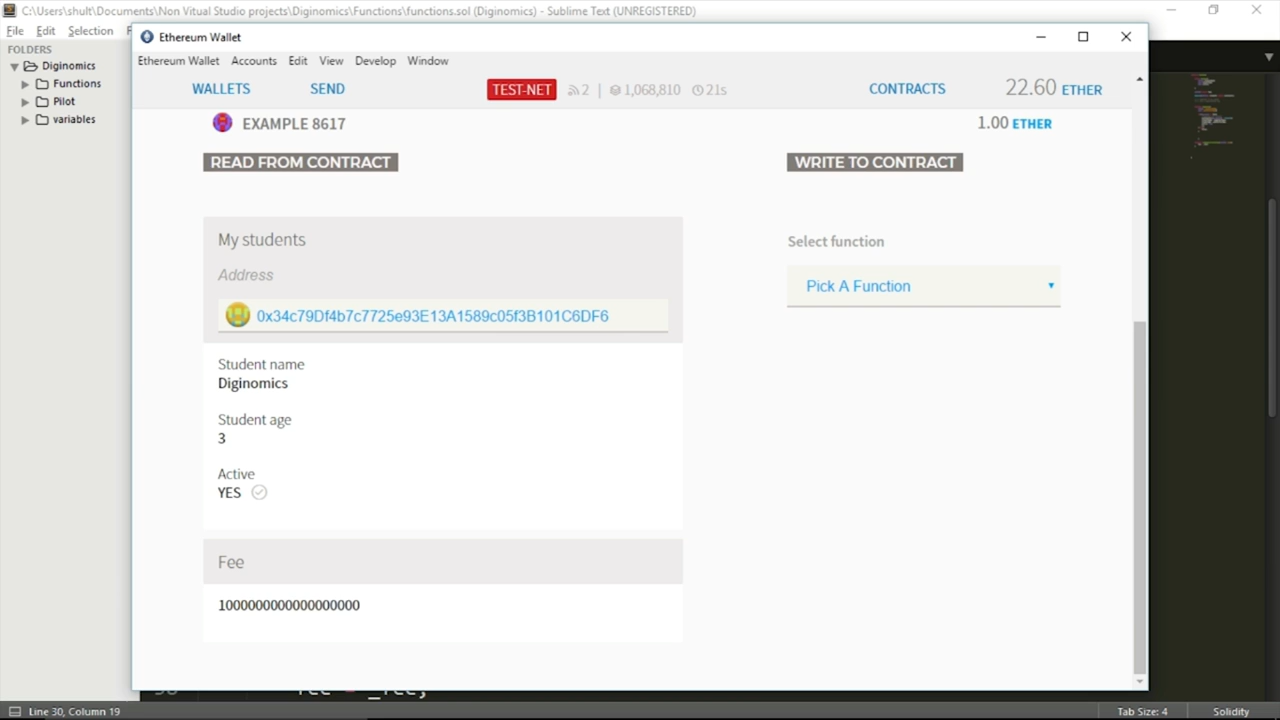 C:\Users\shult\Documents\Non Vitual Studio projects\Diginomics\Functions\functions.sol (Diginomics) - Sublime Text (UNREGISTERED)
File Edit Selection F
FOLDERS
Diginomics
Functions
Pilot
variables
Ethereum Wallet
Ethereum Wallet Accounts Edit View Develop Window
WALLETS SEND TEST-NET 2 | 1,068,810 21s CONTRACTS 22.60 ETHER
EXAMPLE 8617 1.00 ETHER
READ FROM CONTRACT WRITE TO CONTRACT
My students
Address
0x34c79Df4b7c7725e93E13A1589c05f3B101C6DF6
Select function
Pick A Function
Student name
Diginomics
Student age
3
Active
YES
Fee
1000000000000000000
fee = _fee;
Line 30, Column 19 Tab Size: 4 Solidity